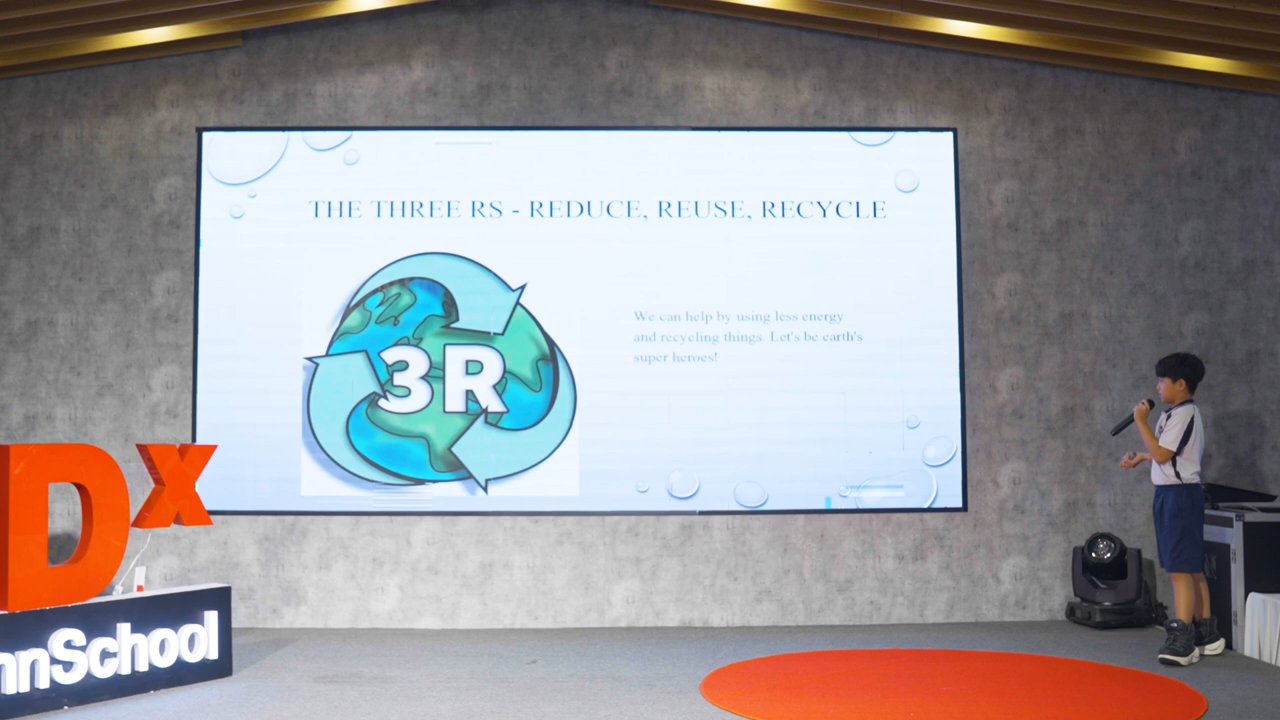 THE THREE RS - REDUCE, REUSE, RECYCLE
3R
We can help by using less energy
and recycling things. Let's be earth's
super heroes!
Dx
nnSchool